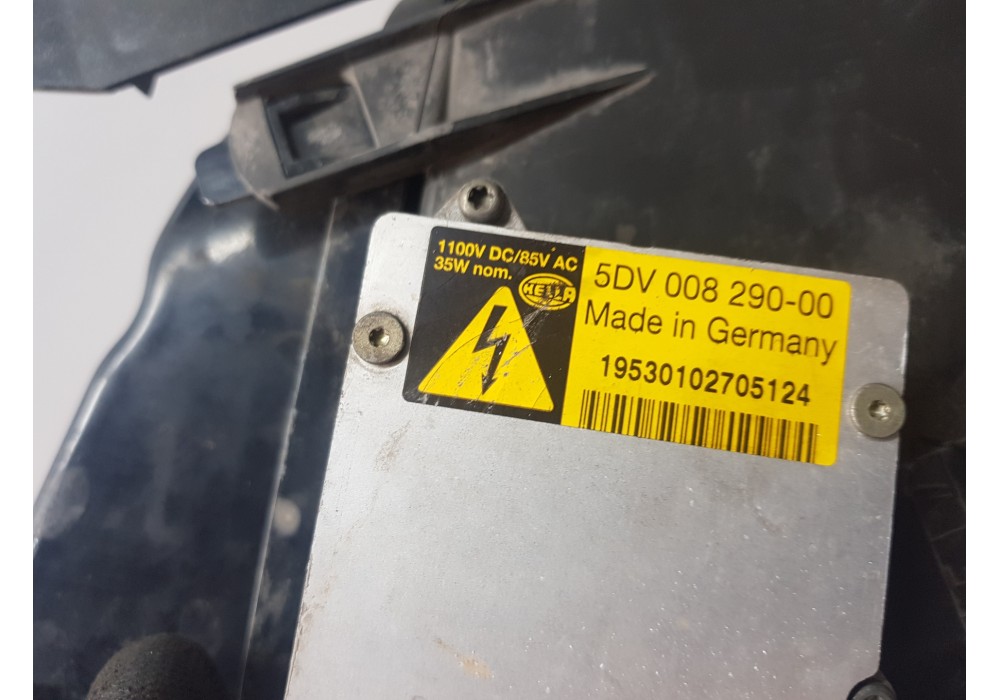 1100V DC/85V AC
35W nom.
HELLA
5DV 008 290-00
Made in Germany
19530102705124